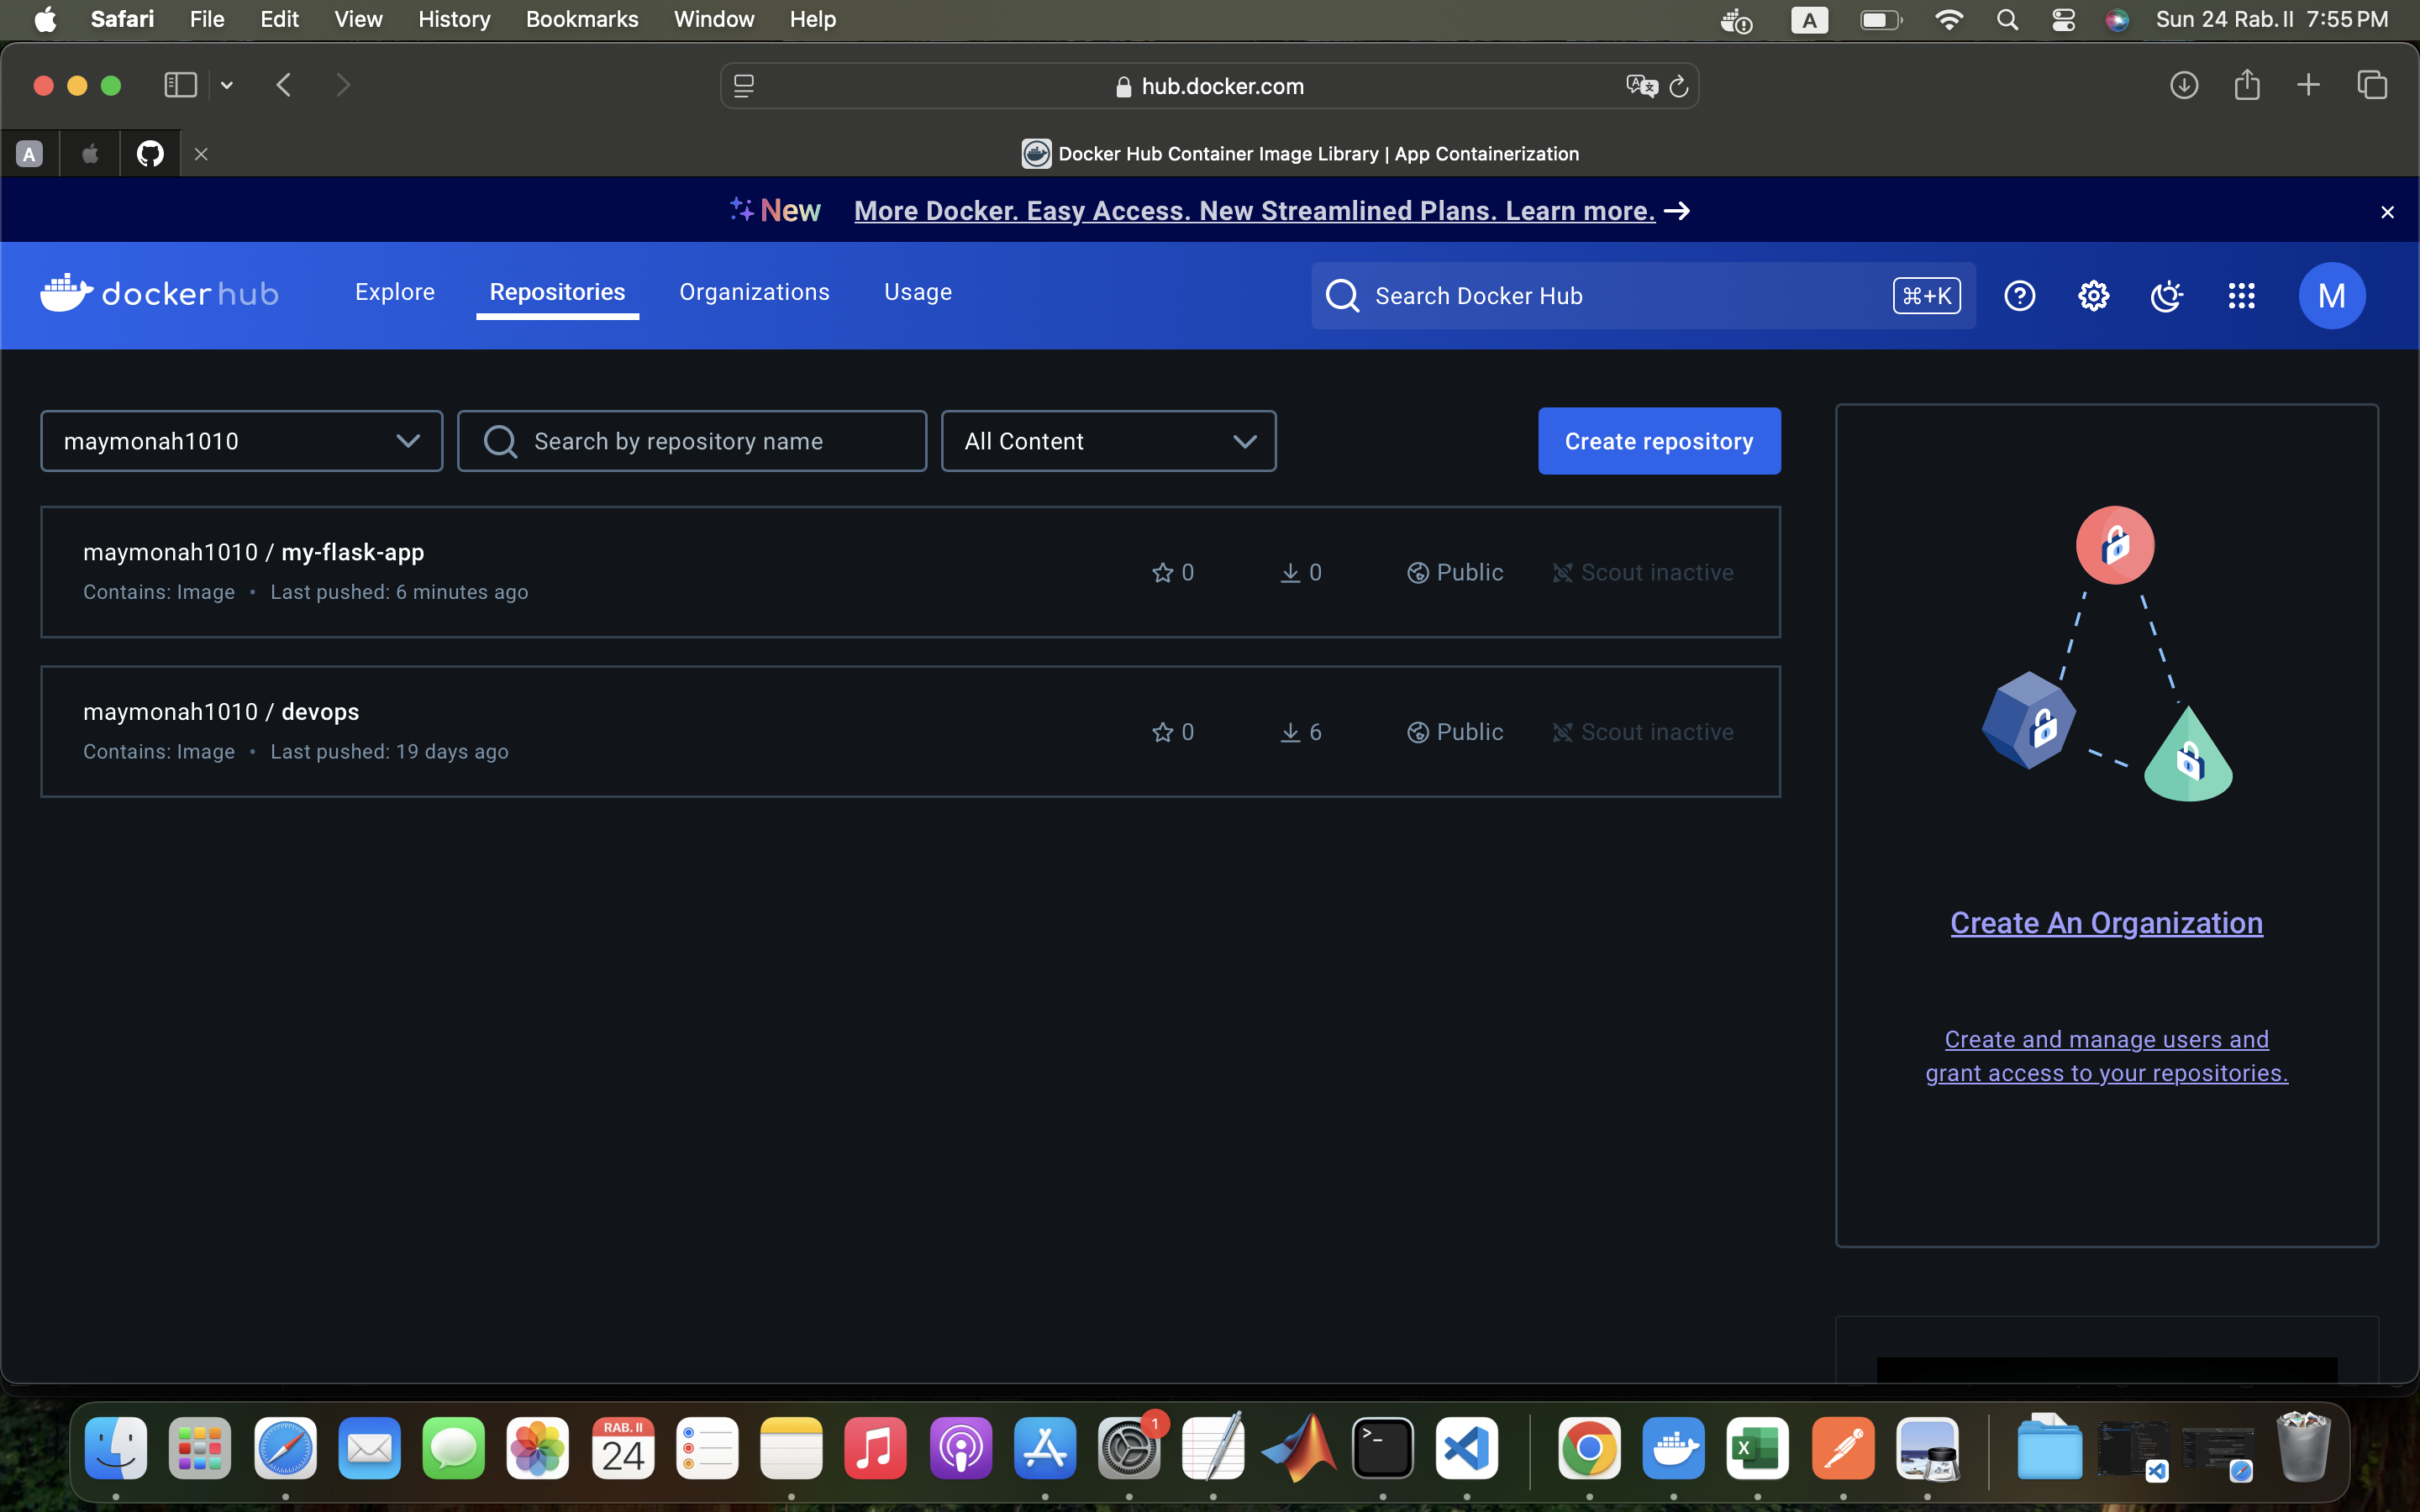 Safari File Edit View History Bookmarks Window Help A Sun 24 Rab. II 7:55 PM
hub.docker.com
A
Docker Hub Container Image Library | App Containerization
New More Docker. Easy Access. New Streamlined Plans. Learn more. →
docker hub Explore Repositories Organizations Usage Search Docker Hub ⌘+K M
maymonah1010 Search by repository name All Content Create repository
maymonah1010 / my-flask-app
Contains: Image • Last pushed: 6 minutes ago
0 0 Public Scout inactive
maymonah1010 / devops
Contains: Image • Last pushed: 19 days ago
0 6 Public Scout inactive
Create An Organization
Create and manage users and
grant access to your repositories.
RAB. II
24
1